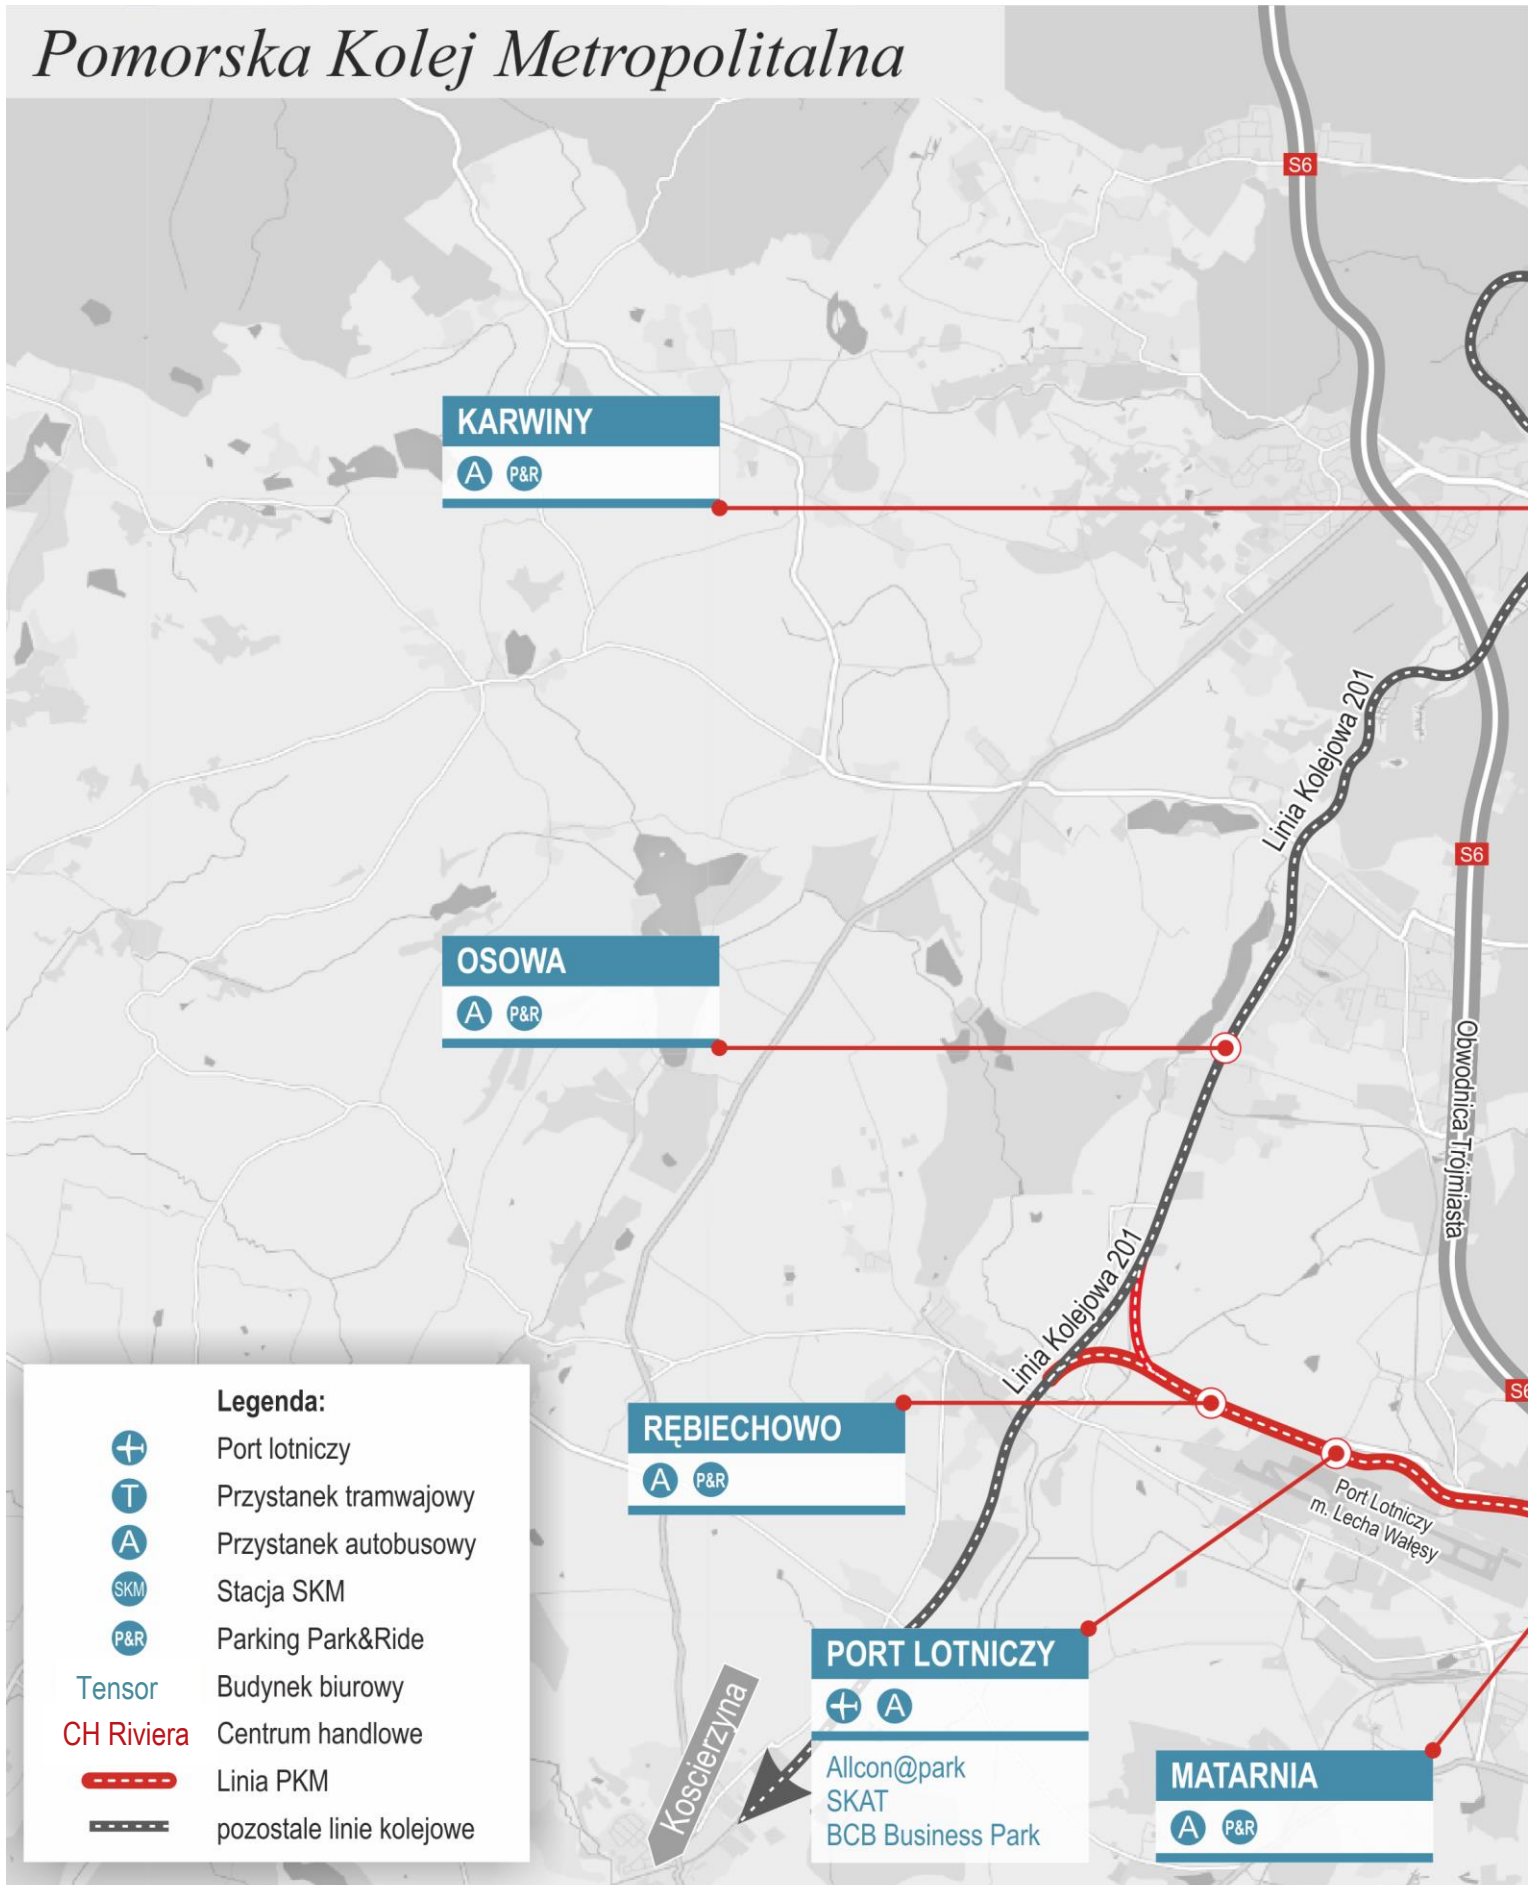 Pomorska Kolej Metropolitalna
S6
KARWINY
A P&R
Linia Kolejowa 201
S6
OSOWA
A P&R
Obwodnica Trójmiasta
Linia Kolejowa 201
S6
RĘBIECHOWO
A P&R
Port Lotniczy
m. Lecha Wałęsy
PORT LOTNICZY
A
Allcon@park
SKAT
BCB Business Park
MATARNIA
A P&R
Koscierzyna
Legenda:
Port lotniczy
T Przystanek tramwajowy
A Przystanek autobusowy
SKM Stacja SKM
P&R Parking Park&Ride
Tensor Budynek biurowy
CH Riviera Centrum handlowe
Linia PKM
pozostale linie kolejowe